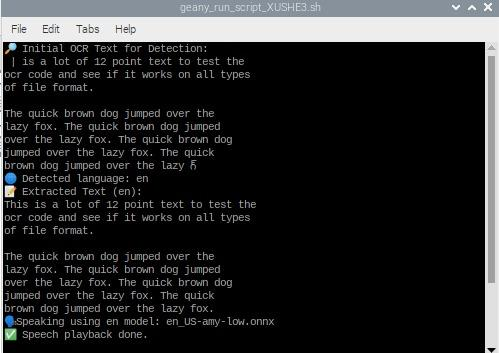 geany_run_script_XUSHE3.sh
File Edit Tabs Help
🔎 Initial OCR Text for Detection:
| is a lot of 12 point text to test the
ocr code and see if it works on all types
of file format.

The quick brown dog jumped over the
lazy fox. The quick brown dog jumped
over the lazy fox. The quick brown dog
jumped over the lazy fox. The quick
brown dog jumped over the lazy
🔵 Detected language: en
📝 Extracted Text (en):
This is a lot of 12 point text to test the
ocr code and see if it works on all types
of file format.

The quick brown dog jumped over the
lazy fox. The quick brown dog jumped
over the lazy fox. The quick brown dog
jumped over the lazy fox. The quick
brown dog jumped over the lazy fox.
🗣Speaking using en model: en_US-amy-low.onnx
✅ Speech playback done.